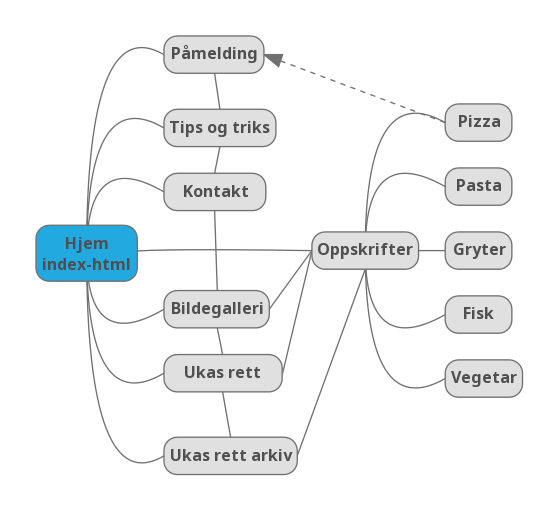 Påmelding
Tips og triks
Kontakt
Hjem
index-html
Bildegalleri
Ukas rett
Ukas rett arkiv
Oppskrifter
Pizza
Pasta
Gryter
Fisk
Vegetar